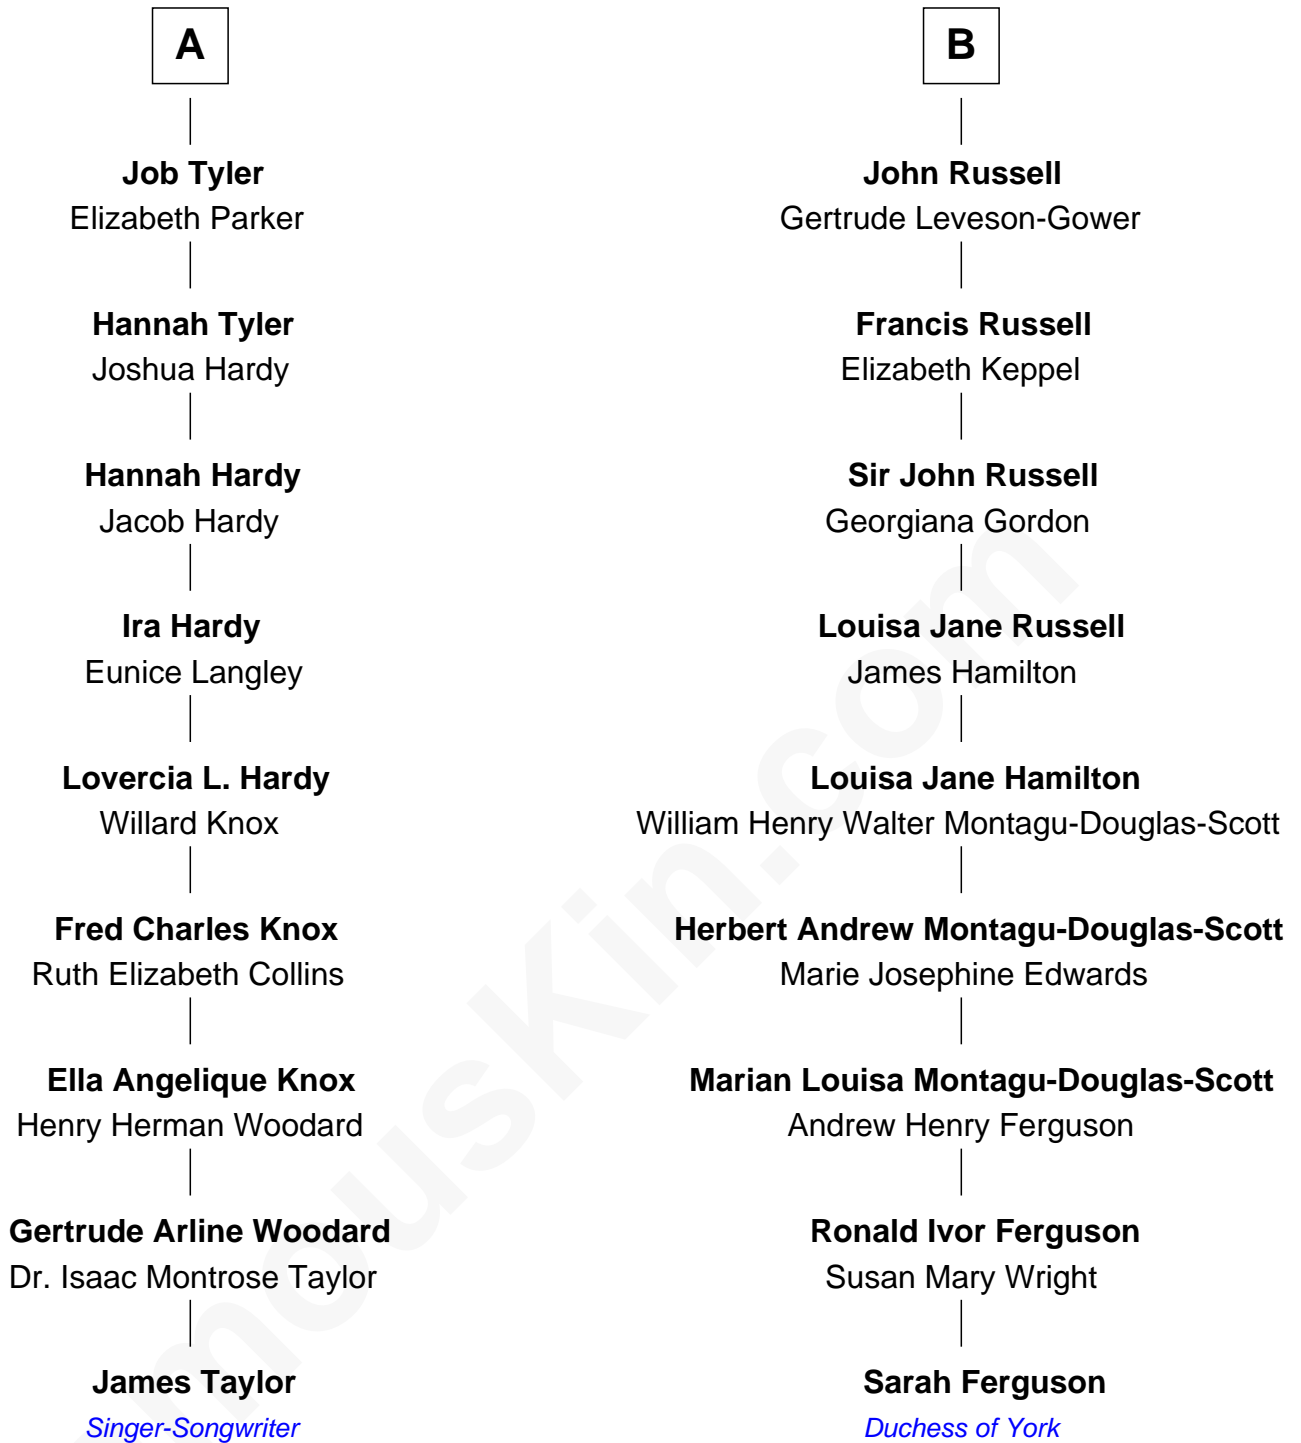 A
Job Tyler
Elizabeth Parker
Hannah Tyler
Joshua Hardy
Hannah Hardy
Jacob Hardy
Ira Hardy
Eunice Langley
Lovercia L. Hardy
Willard Knox
Fred Charles Knox
Ruth Elizabeth Collins
Ella Angelique Knox
Henry Herman Woodard
Gertrude Arline Woodard
Dr. Isaac Montrose Taylor
James Taylor
Singer-Songwriter
B
John Russell
Gertrude Leveson-Gower
Francis Russell
Elizabeth Keppel
Sir John Russell
Georgiana Gordon
Louisa Jane Russell
James Hamilton
Louisa Jane Hamilton
William Henry Walter Montagu-Douglas-Scott
Herbert Andrew Montagu-Douglas-Scott
Marie Josephine Edwards
Marian Louisa Montagu-Douglas-Scott
Andrew Henry Ferguson
Ronald Ivor Ferguson
Susan Mary Wright
Sarah Ferguson
Duchess of York
mousKin.com